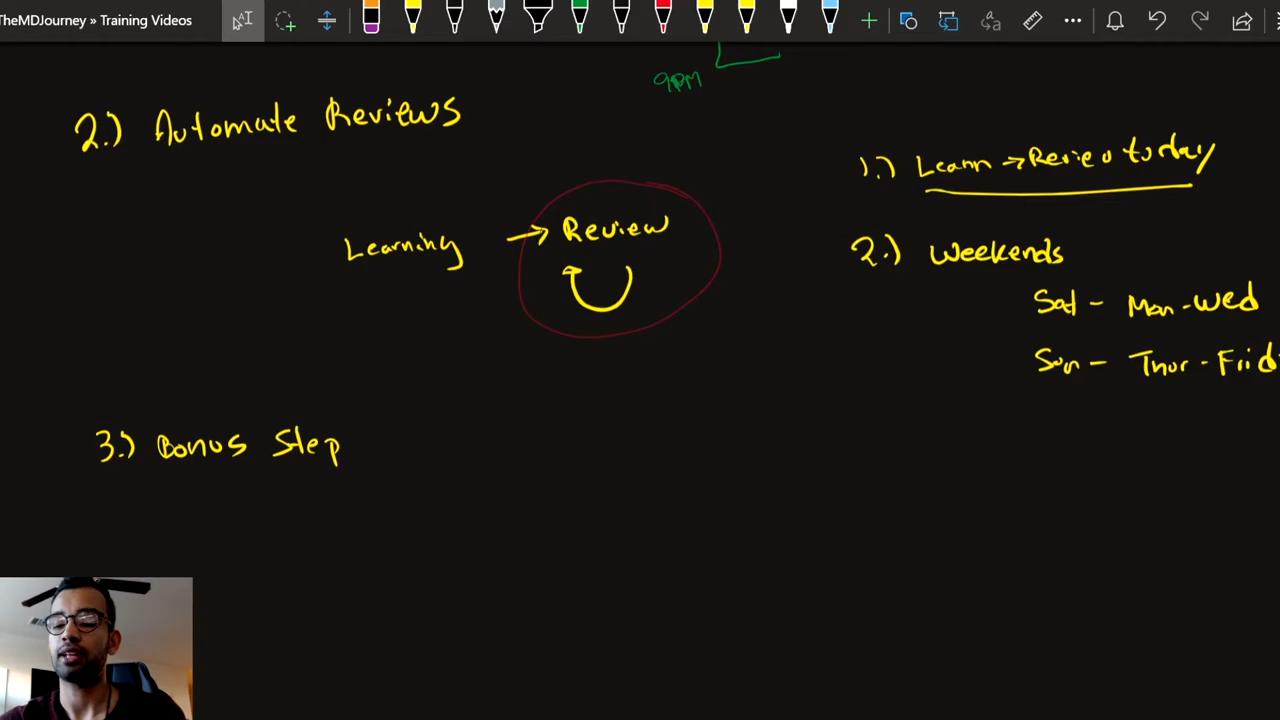 TheMDJourney » Training Videos
9PM
2.) Automate Reviews
Learning → Review
1.) Learn → Review today
2.) Weekends
Sat - Mon-Wed
Sun - Thur-Frid
3.) Bonus Step